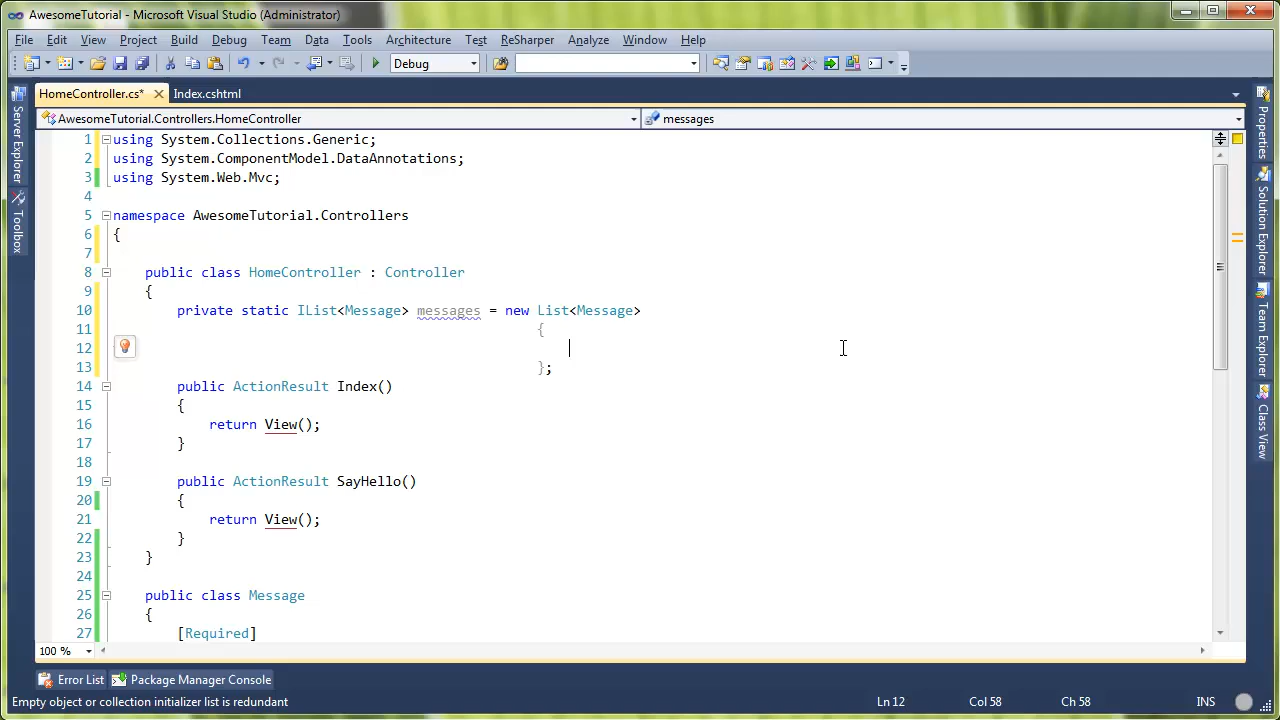 AwesomeTutorial - Microsoft Visual Studio (Administrator)
File Edit View Project Build Debug Team Data Tools Architecture Test ReSharper Analyze Window Help
Debug
HomeController.cs* Index.cshtml
AwesomeTutorial.Controllers.HomeController messages
1 using System.Collections.Generic;
2 using System.ComponentModel.DataAnnotations;
3 using System.Web.Mvc;
4
5 namespace AwesomeTutorial.Controllers
6 {
7
8 public class HomeController : Controller
9 {
10 private static IList<Message> messages = new List<Message>
11 {
12
13 };
14 public ActionResult Index()
15 {
16 return View();
17 }
18
19 public ActionResult SayHello()
20 {
21 return View();
22 }
23 }
24
25 public class Message
26 {
27 [Required]
100 %
Server Explorer
Toolbox
Properties
Solution Explorer
Team Explorer
Class View
Error List Package Manager Console
Empty object or collection initializer list is redundant Ln 12 Col 58 Ch 58 INS